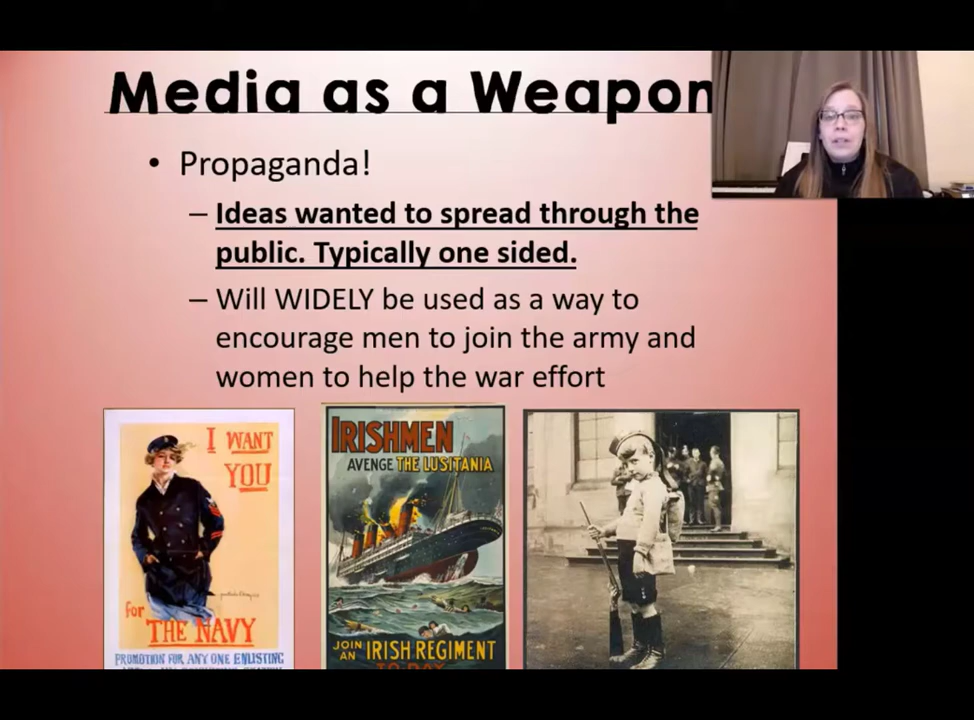 Media as a Weapon
• Propaganda!
– Ideas wanted to spread through the
public. Typically one sided.
– Will WIDELY be used as a way to
encourage men to join the army and
women to help the war effort
I WANT
YOU
for
THE NAVY
PROMOTION FOR ANY ONE ENLISTING
IRISHMEN
AVENGE THE LUSITANIA
JOIN
AN IRISH REGIMENT
TO-DAY